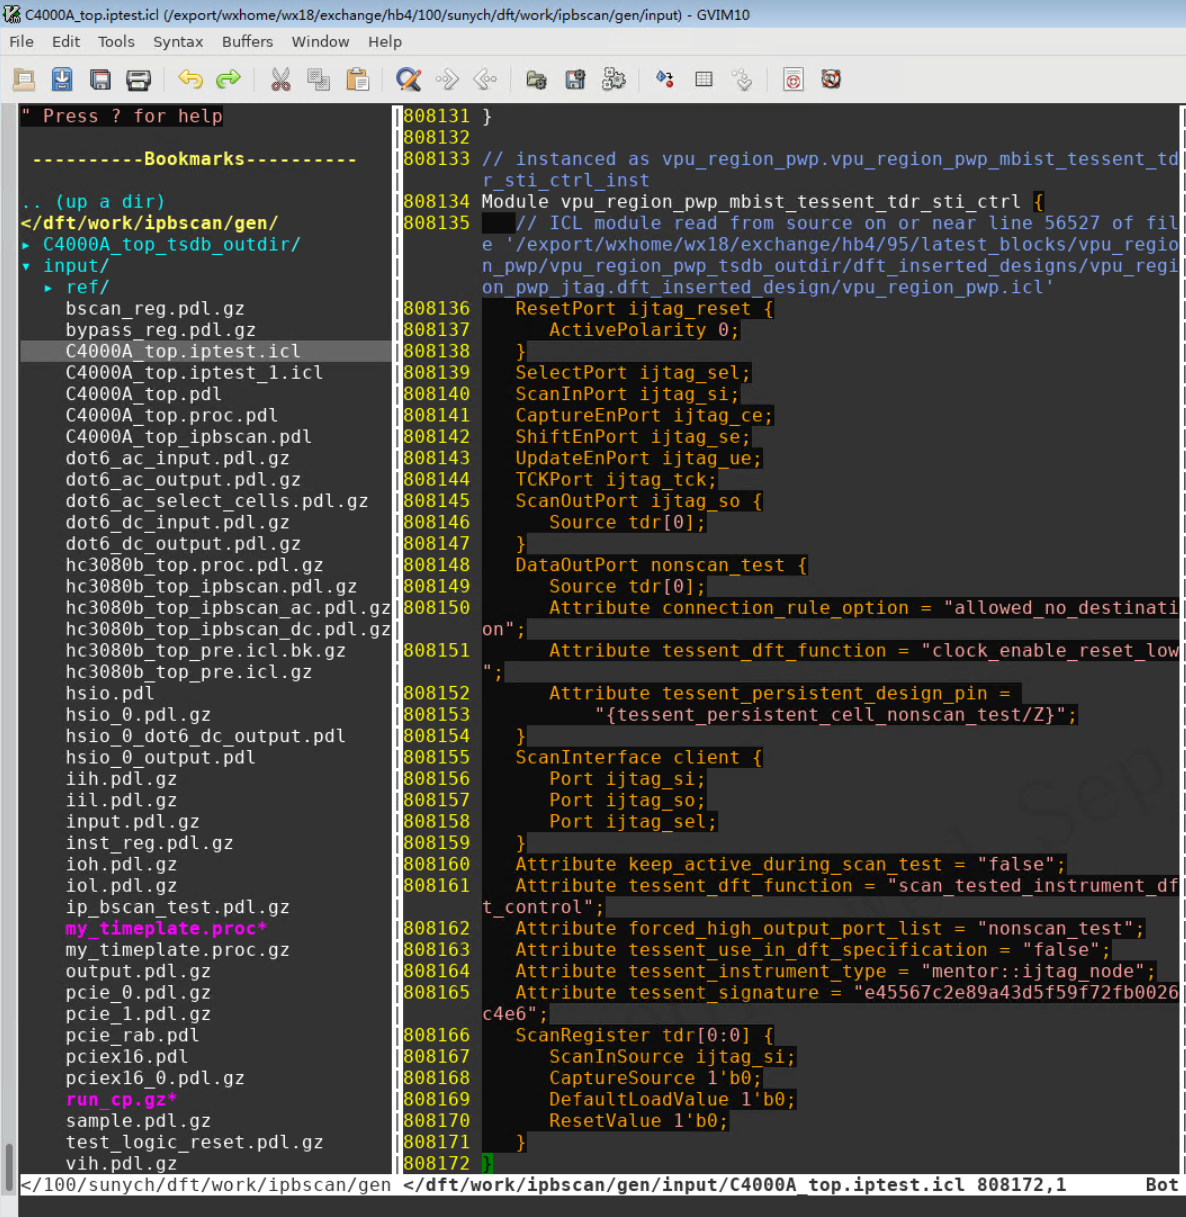 C4000A_top.iptest.icl (/export/wxhome/wx18/exchange/hb4/100/sunych/dft/work/ipbscan/gen/input) - GVIM10
File Edit Tools Syntax Buffers Window Help
" Press ? for help
----------Bookmarks----------
.. (up a dir)
</dft/work/ipbscan/gen/
▸ C4000A_top_tsdb_outdir/
▾ input/
▸ ref/
bscan_reg.pdl.gz
bypass_reg.pdl.gz
C4000A_top.iptest.icl
C4000A_top.iptest_1.icl
C4000A_top.pdl
C4000A_top.proc.pdl
C4000A_top_ipbscan.pdl
dot6_ac_input.pdl.gz
dot6_ac_output.pdl.gz
dot6_ac_select_cells.pdl.gz
dot6_dc_input.pdl.gz
dot6_dc_output.pdl.gz
hc3080b_top.proc.pdl.gz
hc3080b_top_ipbscan.pdl.gz
hc3080b_top_ipbscan_ac.pdl.gz
hc3080b_top_ipbscan_dc.pdl.gz
hc3080b_top_pre.icl.bk.gz
hc3080b_top_pre.icl.gz
hsio.pdl
hsio_0.pdl.gz
hsio_0_dot6_dc_output.pdl
hsio_0_output.pdl
iih.pdl.gz
iil.pdl.gz
input.pdl.gz
inst_reg.pdl.gz
ioh.pdl.gz
iol.pdl.gz
ip_bscan_test.pdl.gz
my_timeplate.proc*
my_timeplate.proc.gz
output.pdl.gz
pcie_0.pdl.gz
pcie_1.pdl.gz
pcie_rab.pdl
pciex16.pdl
pciex16_0.pdl.gz
run_cp.gz*
sample.pdl.gz
test_logic_reset.pdl.gz
vih.pdl.gz
</100/sunych/dft/work/ipbscan/gen
808131 }
808132
808133 // instanced as vpu_region_pwp.vpu_region_pwp_mbist_tessent_td
r_sti_ctrl_inst
808134 Module vpu_region_pwp_mbist_tessent_tdr_sti_ctrl {
808135 // ICL module read from source on or near line 56527 of fil
e '/export/wxhome/wx18/exchange/hb4/95/latest_blocks/vpu_regio
n_pwp/vpu_region_pwp_tsdb_outdir/dft_inserted_designs/vpu_regi
on_pwp_jtag.dft_inserted_design/vpu_region_pwp.icl'
808136 ResetPort ijtag_reset {
808137 ActivePolarity 0;
808138 }
808139 SelectPort ijtag_sel;
808140 ScanInPort ijtag_si;
808141 CaptureEnPort ijtag_ce;
808142 ShiftEnPort ijtag_se;
808143 UpdateEnPort ijtag_ue;
808144 TCKPort ijtag_tck;
808145 ScanOutPort ijtag_so {
808146 Source tdr[0];
808147 }
808148 DataOutPort nonscan_test {
808149 Source tdr[0];
808150 Attribute connection_rule_option = "allowed_no_destinati
on";
808151 Attribute tessent_dft_function = "clock_enable_reset_low
";
808152 Attribute tessent_persistent_design_pin =
808153 "{tessent_persistent_cell_nonscan_test/Z}";
808154 }
808155 ScanInterface client {
808156 Port ijtag_si;
808157 Port ijtag_so;
808158 Port ijtag_sel;
808159 }
808160 Attribute keep_active_during_scan_test = "false";
808161 Attribute tessent_dft_function = "scan_tested_instrument_df
t_control";
808162 Attribute forced_high_output_port_list = "nonscan_test";
808163 Attribute tessent_use_in_dft_specification = "false";
808164 Attribute tessent_instrument_type = "mentor::ijtag_node";
808165 Attribute tessent_signature = "e45567c2e89a43d5f59f72fb0026
c4e6";
808166 ScanRegister tdr[0:0] {
808167 ScanInSource ijtag_si;
808168 CaptureSource 1'b0;
808169 DefaultLoadValue 1'b0;
808170 ResetValue 1'b0;
808171 }
808172 }
</dft/work/ipbscan/gen/input/C4000A_top.iptest.icl 808172,1 Bot